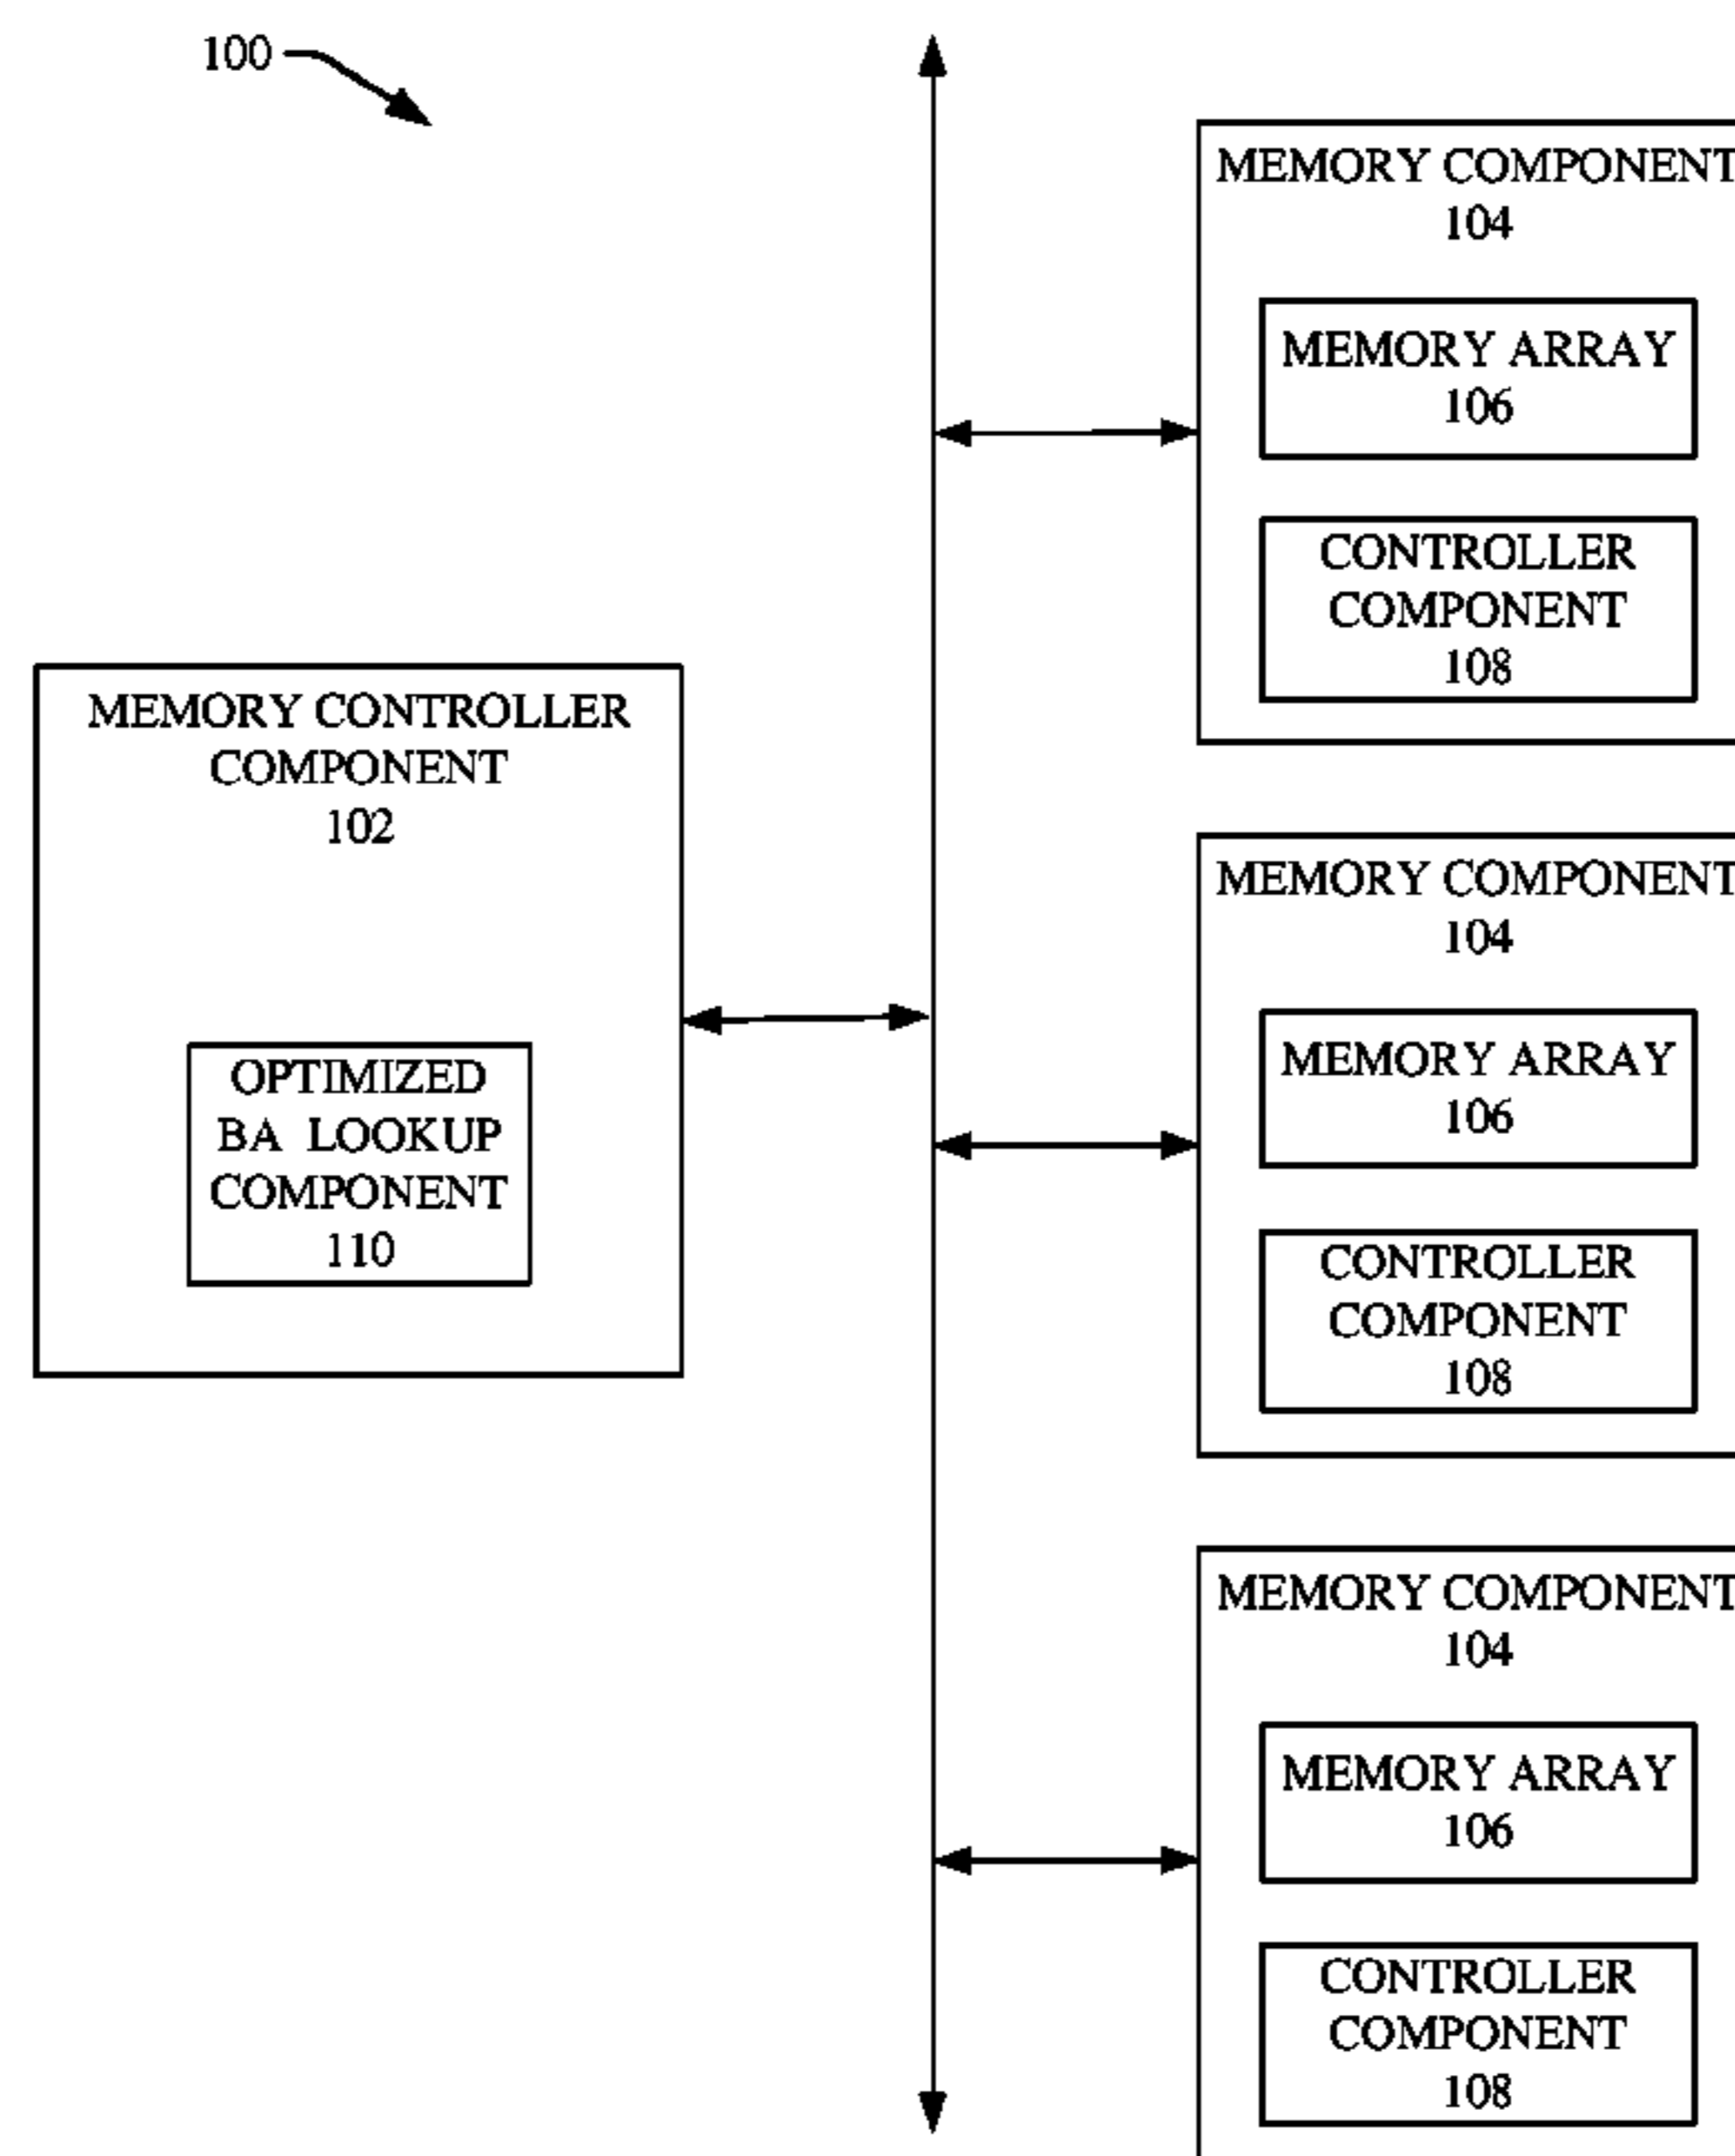 100
MEMORY COMPONENT
104
MEMORY ARRAY
106
CONTROLLER
COMPONENT
108
MEMORY CONTROLLER
COMPONENT
102
OPTIMIZED
BA LOOKUP
COMPONENT
110
MEMORY COMPONENT
104
MEMORY ARRAY
106
CONTROLLER
COMPONENT
108
MEMORY COMPONENT
104
MEMORY ARRAY
106
CONTROLLER
COMPONENT
108